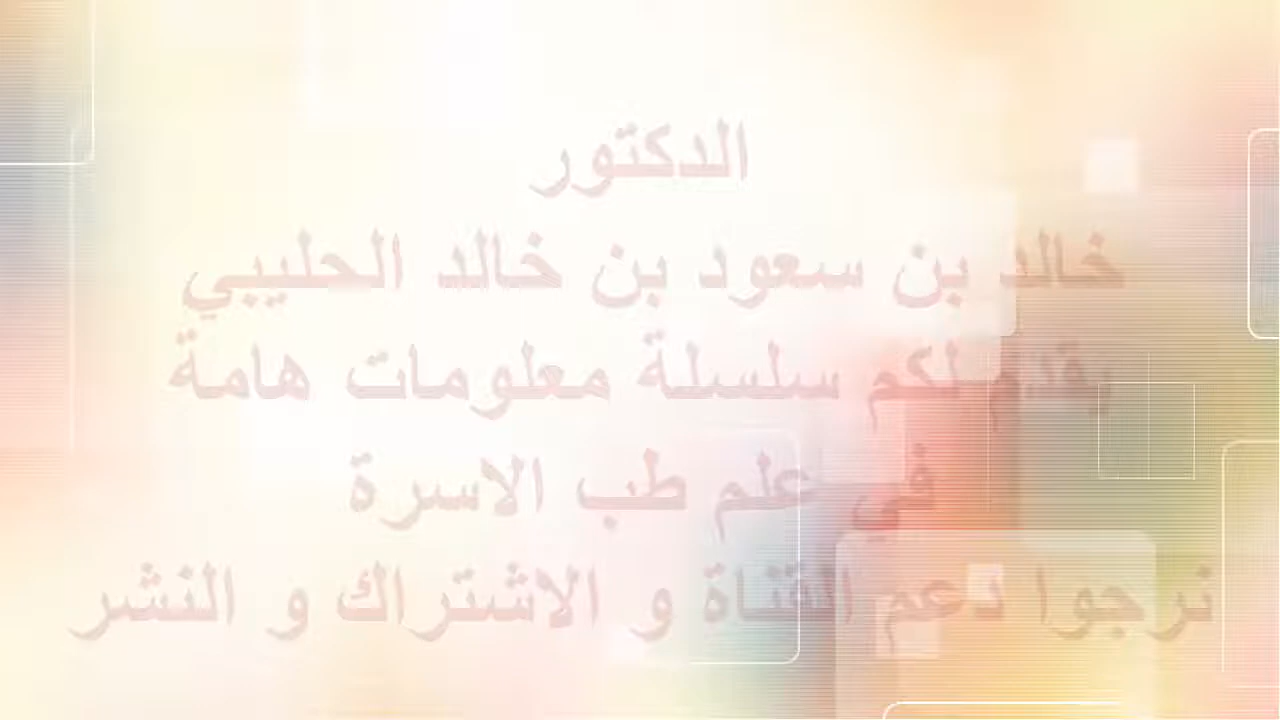 الدكتور
خالد بن سعود بن خالد الحليبي
يقدم لكم سلسلة معلومات هامة
في علم طب الاسرة
نرجوا دعم القناة و الاشتراك و النشر